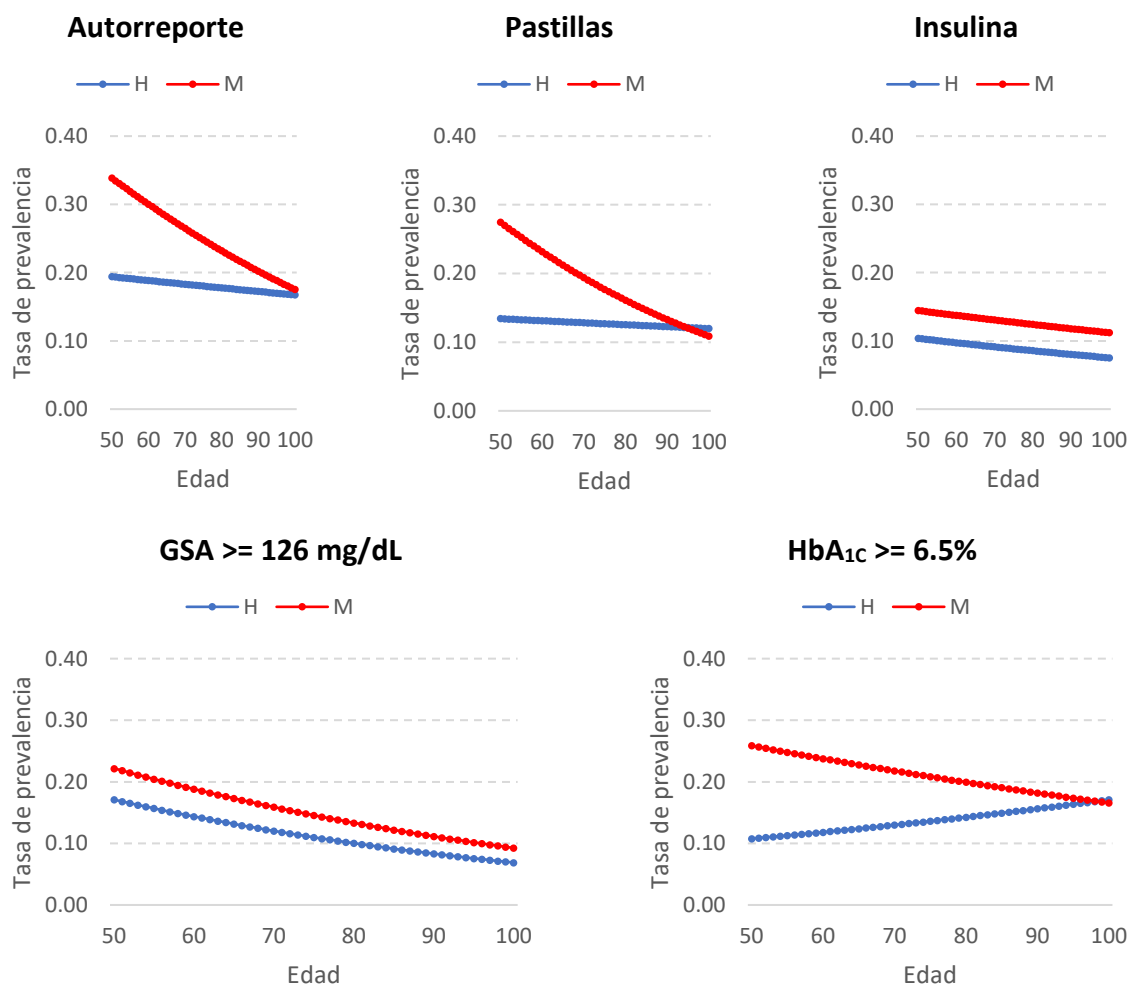 Autorreporte
H M
Tasa de prevalencia
0.40
0.30
0.20
0.10
0.00
50 60 70 80 90 100
Edad
Pastillas
H M
Tasa de prevalencia
0.40
0.30
0.20
0.10
0.00
50 60 70 80 90 100
Edad
Insulina
H M
Tasa de prevalencia
0.40
0.30
0.20
0.10
0.00
50 60 70 80 90 100
Edad
GSA >= 126 mg/dL
H M
Tasa de prevalencia
0.40
0.30
0.20
0.10
0.00
50 60 70 80 90 100
Edad
HbA1C >= 6.5%
H M
Tasa de prevalencia
0.40
0.30
0.20
0.10
0.00
50 60 70 80 90 100
Edad